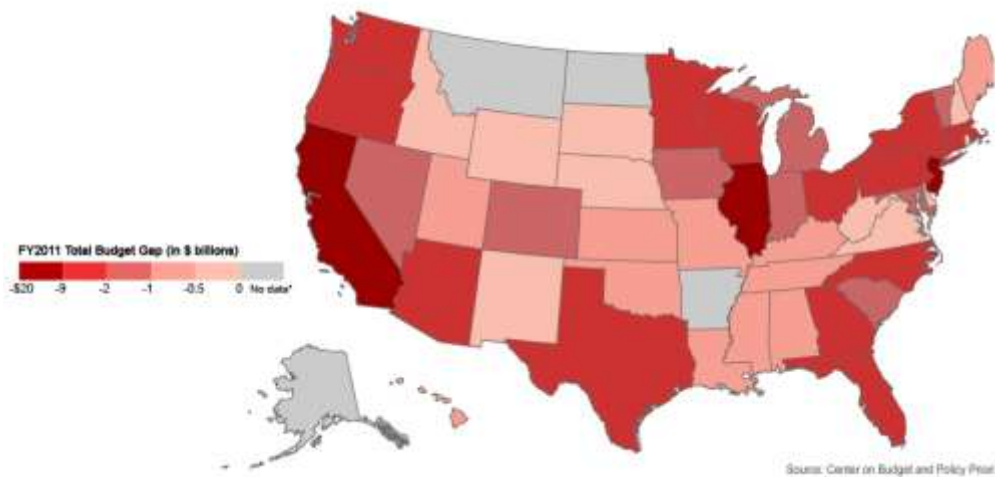 FY2011 Total Budget Gap (in $ billions)
-$20 -9 -2 -1 -0.5 0 No data*
Source: Center on Budget and Policy Priori